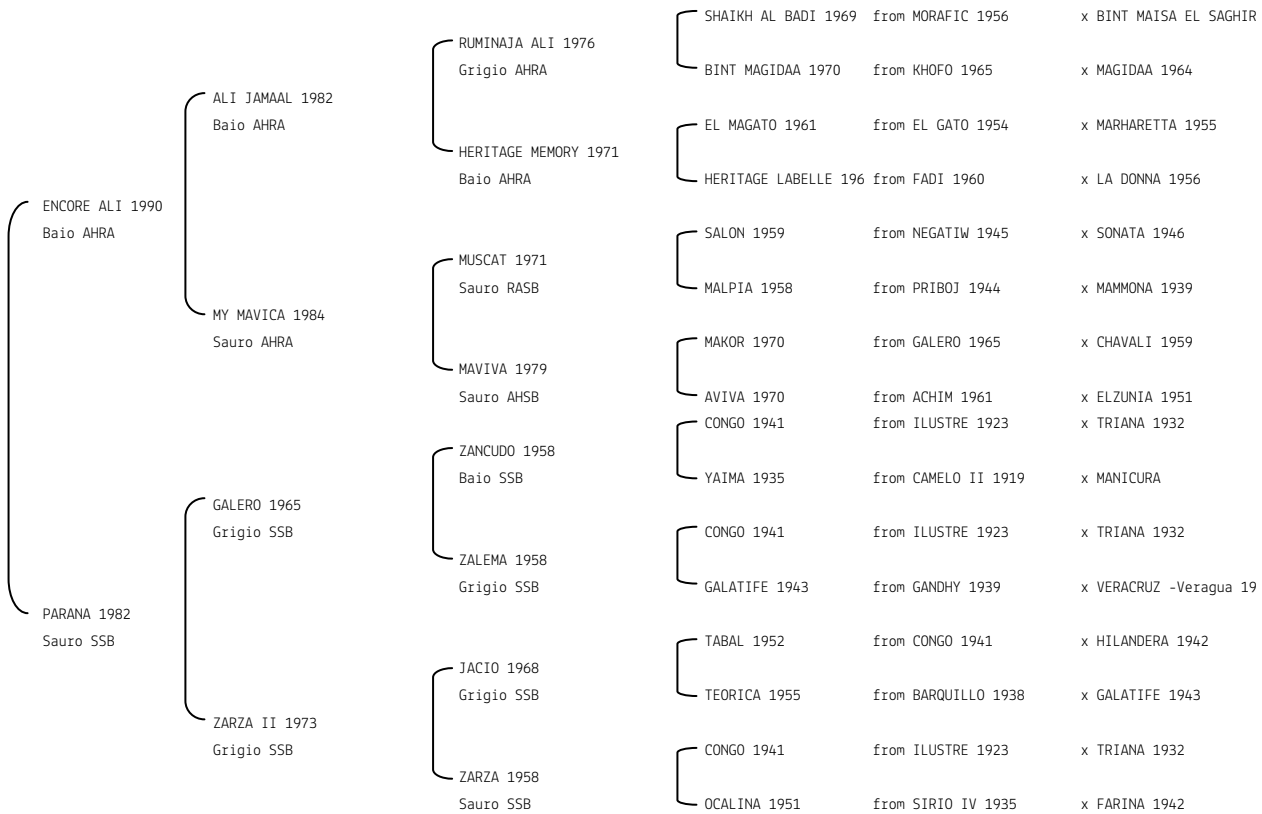 SHAIKH AL BADI 1969 from MORAFIC 1956 x BINT MAISA EL SAGHIR
RUMINAJA ALI 1976
Grigio AHRA BINT MAGIDAA 1970 from KHOFO 1965 x MAGIDAA 1964
ALI JAMAAL 1982
Baio AHRA EL MAGATO 1961 from EL GATO 1954 x MARHARETTA 1955
HERITAGE MEMORY 1971
Baio AHRA HERITAGE LABELLE 196 from FADI 1960 x LA DONNA 1956
ENCORE ALI 1990
Baio AHRA SALON 1959 from NEGATIW 1945 x SONATA 1946
MUSCAT 1971
Sauro RASB MALPIA 1958 from PRIBOJ 1944 x MAMMONA 1939
MY MAVICA 1984
Sauro AHRA MAKOR 1970 from GALERO 1965 x CHAVALI 1959
MAVIVA 1979
Sauro AHSB AVIVA 1970 from ACHIM 1961 x ELZUNIA 1951
CONGO 1941 from ILUSTRE 1923 x TRIANA 1932
ZANCUDO 1958
Baio SSB YAIMA 1935 from CAMELO II 1919 x MANICURA
GALERO 1965
Grigio SSB CONGO 1941 from ILUSTRE 1923 x TRIANA 1932
ZALEMA 1958
Grigio SSB GALATIFE 1943 from GANDHY 1939 x VERACRUZ -Veragua 19
PARANA 1982
Sauro SSB TABAL 1952 from CONGO 1941 x HILANDERA 1942
JACIO 1968
Grigio SSB TEORICA 1955 from BARQUILLO 1938 x GALATIFE 1943
ZARZA II 1973
Grigio SSB CONGO 1941 from ILUSTRE 1923 x TRIANA 1932
ZARZA 1958
Sauro SSB OCALINA 1951 from SIRIO IV 1935 x FARINA 1942